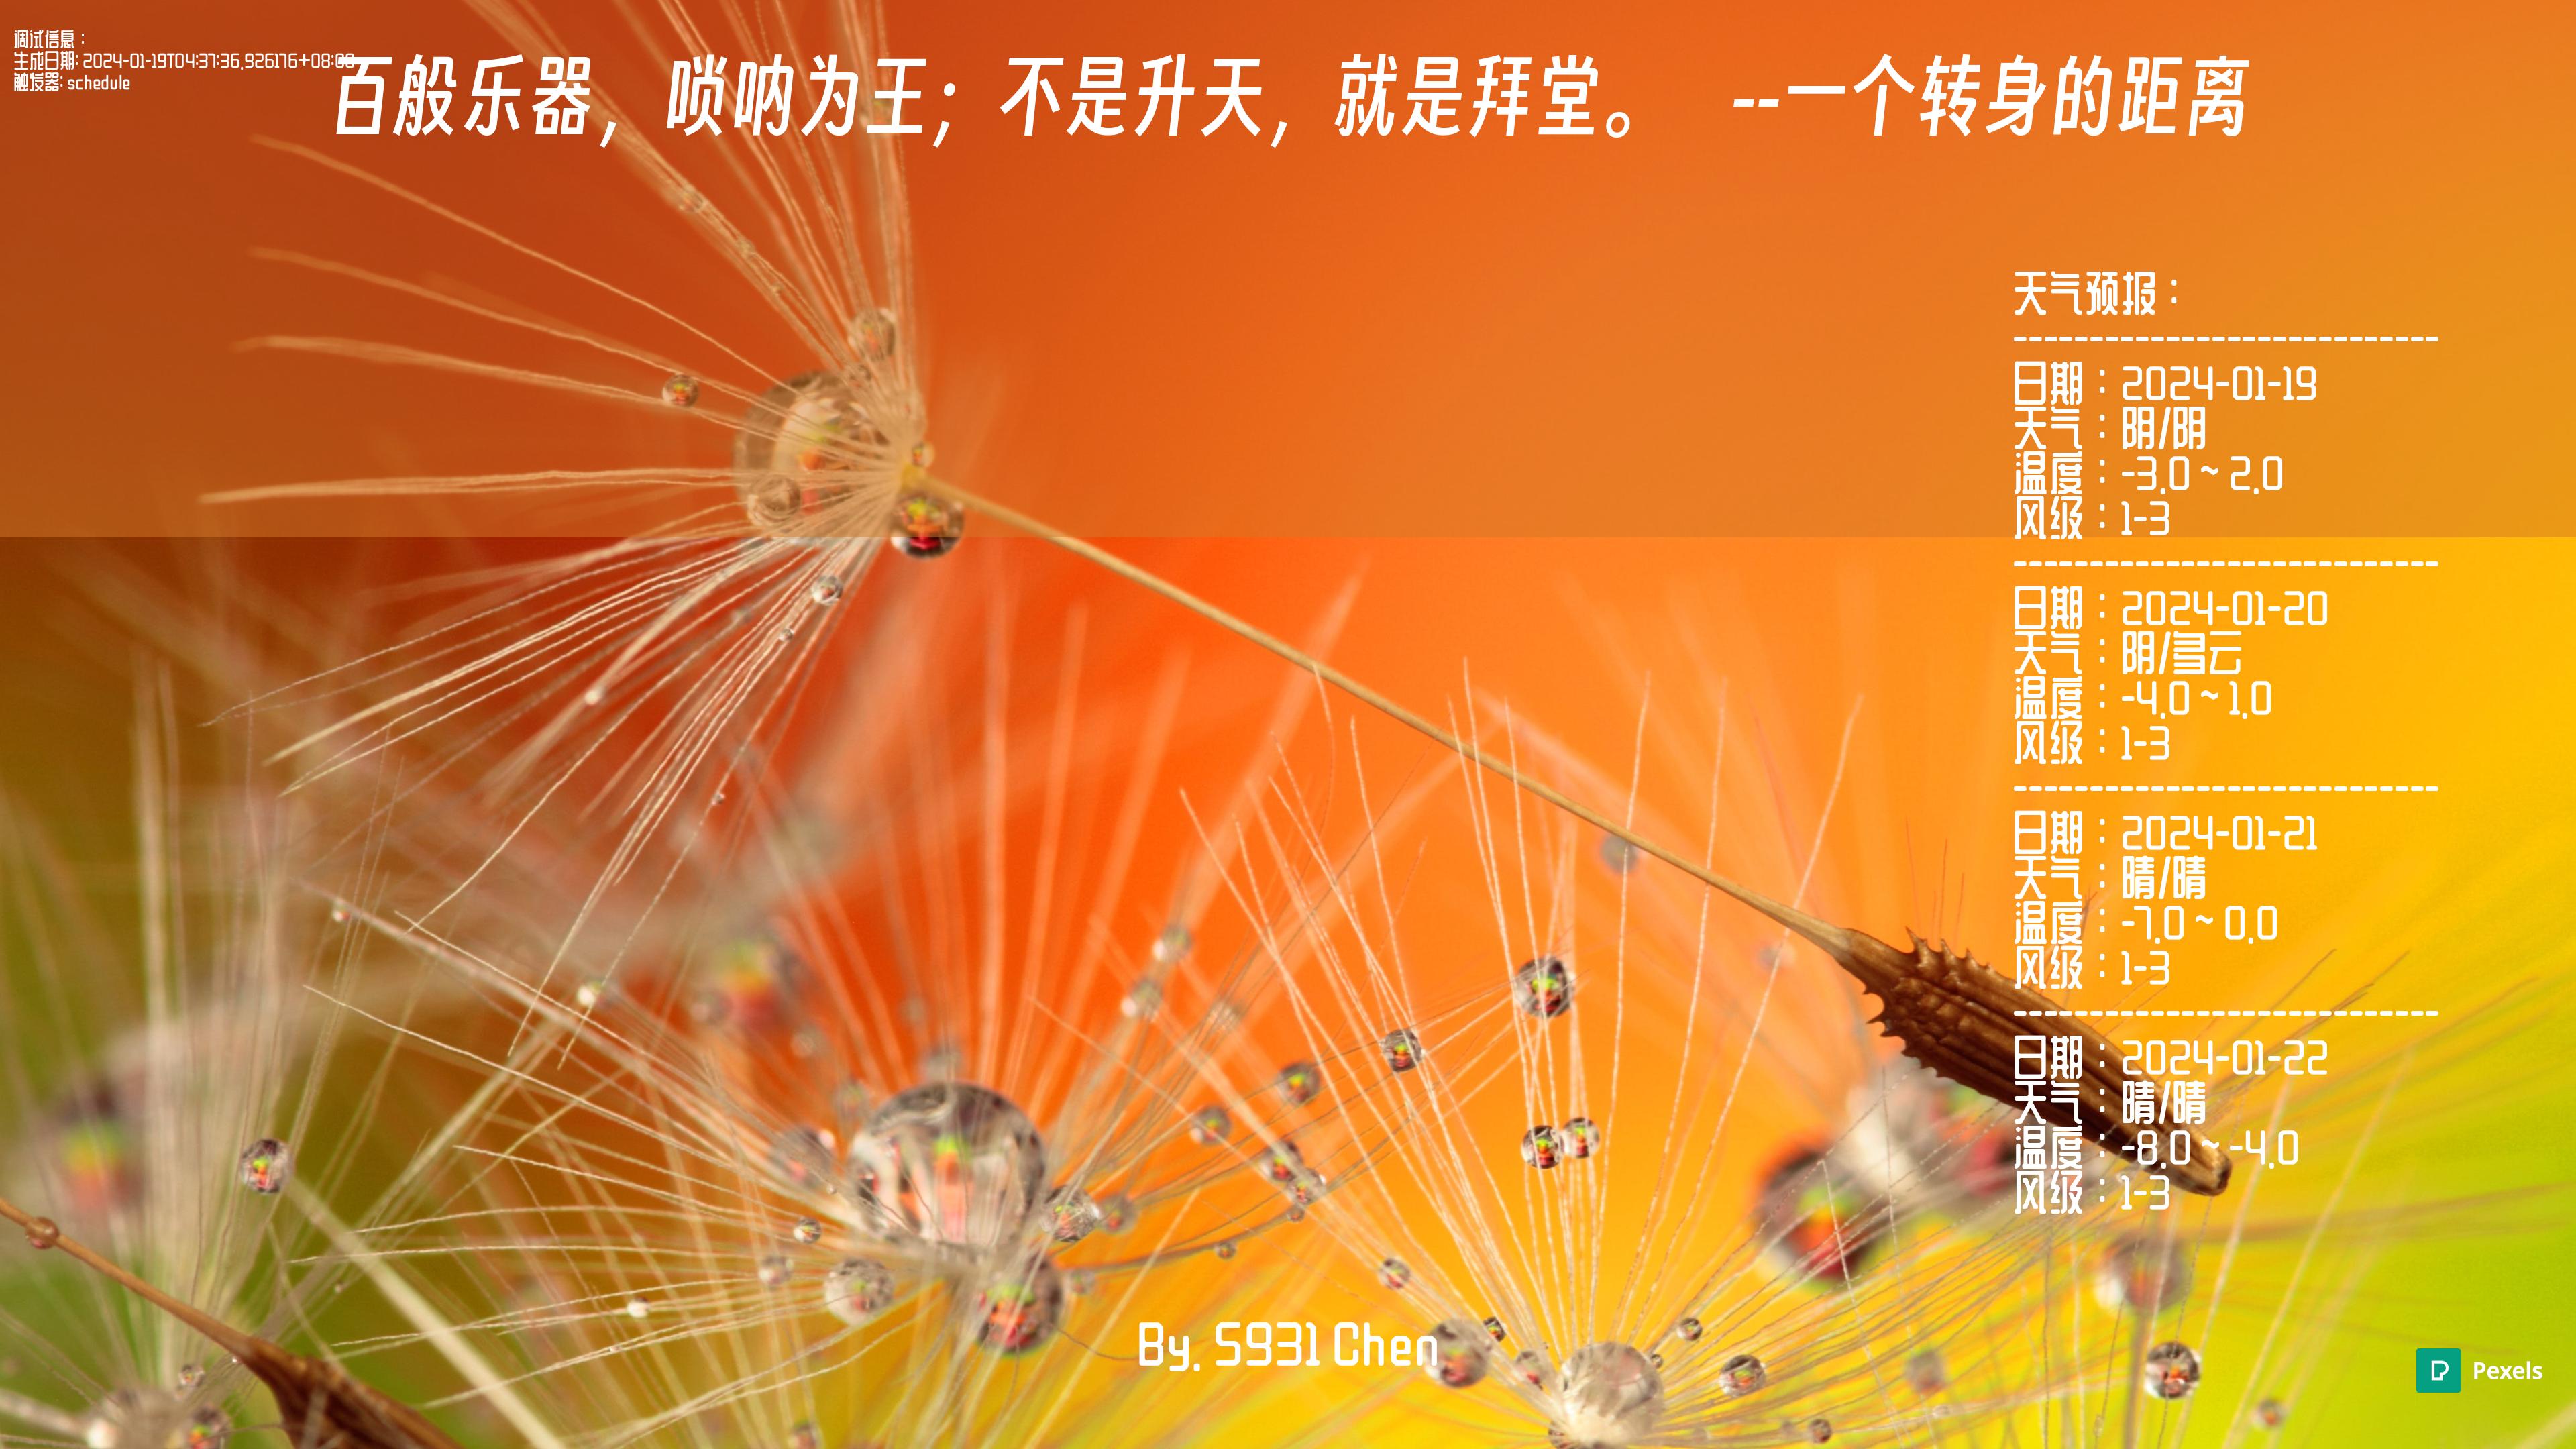 调试信息：
生成日期: 2024-01-19T04:37:36.926176+08:00
触发器: schedule
百般乐器，唢呐为王；不是升天，就是拜堂。 --一个转身的距离
天气预报：
----------------------------
日期：2024-01-19
天气：阴/阴
温度：-3.0 ~ 2.0
风级：1-3
----------------------------
日期：2024-01-20
天气：阴/多云
温度：-4.0 ~ 1.0
风级：1-3
----------------------------
日期：2024-01-21
天气：晴/晴
温度：-7.0 ~ 0.0
风级：1-3
----------------------------
日期：2024-01-22
天气：晴/晴
温度：-8.0 ~ -4.0
风级：1-3
By. S931 Chen
Pexels